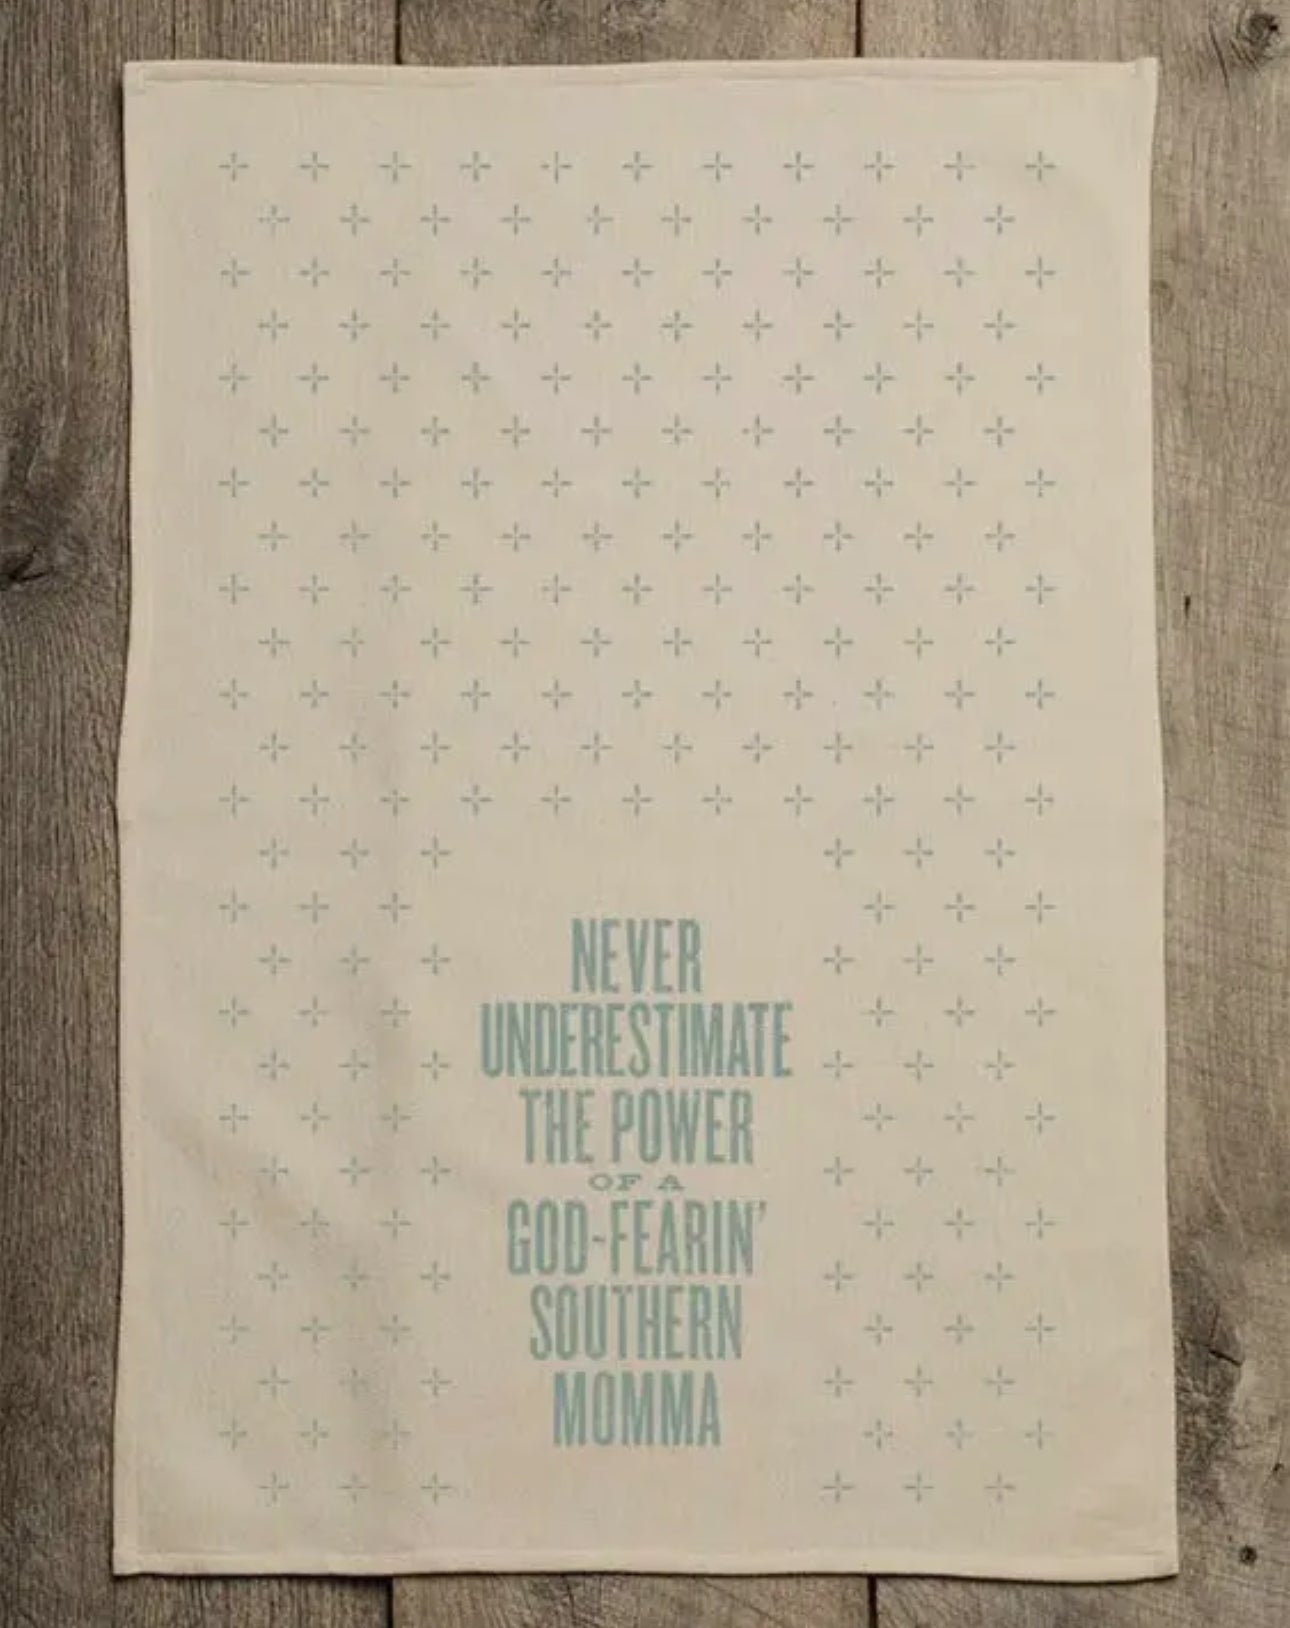 NEVER
UNDERESTIMATE
THE POWER
OF A
GOD-FEARIN'
SOUTHERN
MOMMA